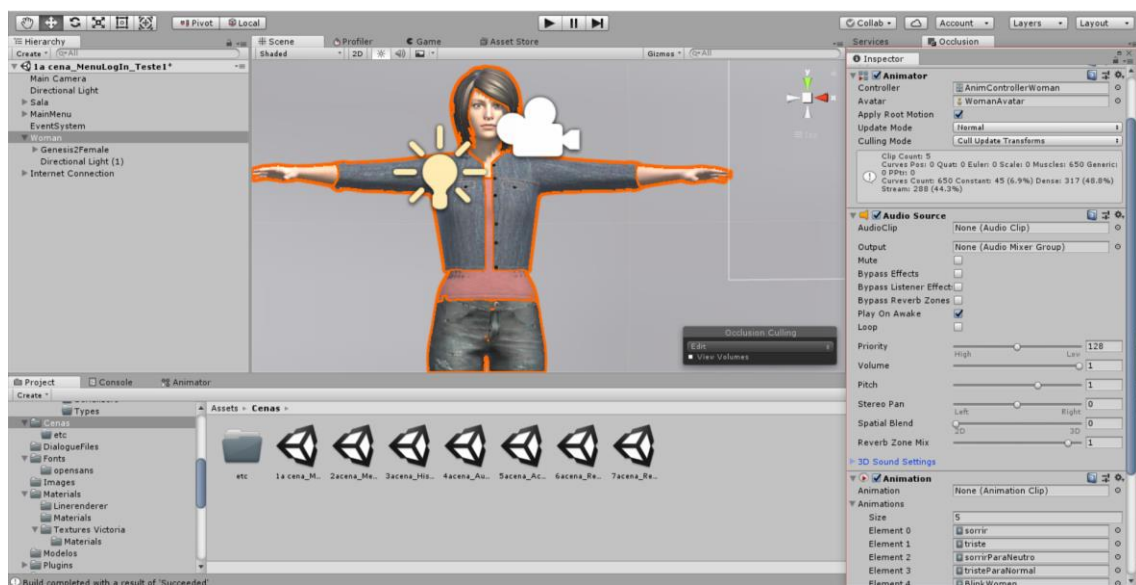 Pivot Local
Collab Account Layers Layout
Hierarchy
Create
All
1a cena_MenuLogIn_Teste1*
Main Camera
Directional Light
Sala
MainMenu
EventSystem
Woman
Genesis2Female
Directional Light (1)
Internet Connection
Scene Profiler Game Asset Store
Shaded 2D Gizmos All
Occlusion Culling
Edit
View Volumes
Services Occlusion
Inspector
Animator
Controller AnimControllerWoman
Avatar WomanAvatar
Apply Root Motion
Update Mode Normal
Culling Mode Cull Update Transforms
Clip Count: 5
Curves Pos: 0 Quat: 0 Euler: 0 Scale: 0 Muscles: 650 Generic:
0 PPtr: 0
Curves Count: 650 Constant: 45 (6.9%) Dense: 317 (48.8%)
Stream: 288 (44.3%)
Audio Source
AudioClip None (Audio Clip)
Output None (Audio Mixer Group)
Mute
Bypass Effects
Bypass Listener Effect
Bypass Reverb Zones
Play On Awake
Loop
Priority 128
High Low
Volume 1
Pitch 1
Stereo Pan 0
Left Right
Spatial Blend 0
2D 3D
Reverb Zone Mix 1
3D Sound Settings
Animation
Animation None (Animation Clip)
Animations
Size 5
Element 0 sorrir
Element 1 triste
Element 2 sorrirParaNeutro
Element 3 tristeParaNormal
Element 4 BlinkWomen
Project Console Animator
Create
Types
Cenas
etc
DialogueFiles
Fonts
opensans
Images
Materials
Linerenderer
Materials
Textures Victoria
Materials
Modelos
Plugins
Assets Cenas
etc 1a cena_M... 2acena_Me... 3acena_His... 4acena_Au... 5acena_Ac... 6acena_Re... 7acena_Re...
Build completed with a result of 'Succeeded'